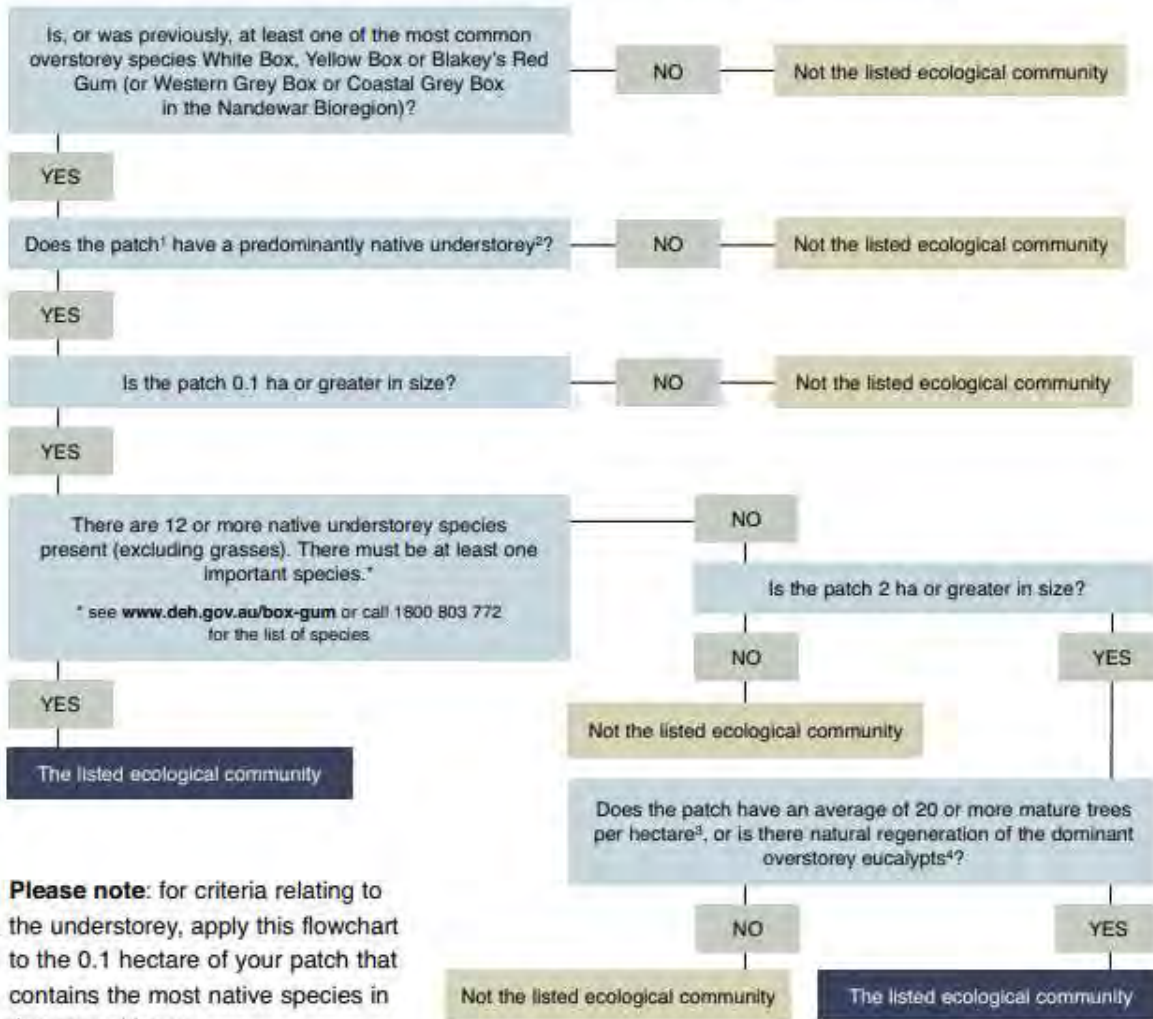 Is, or was previously, at least one of the most common
overstorey species White Box, Yellow Box or Blakey's Red
Gum (or Western Grey Box or Coastal Grey Box
in the Nandewar Bioregion)?
NO
Not the listed ecological community
YES
Does the patch¹ have a predominantly native understorey²?
NO
Not the listed ecological community
YES
Is the patch 0.1 ha or greater in size?
NO
Not the listed ecological community
YES
There are 12 or more native understorey species
present (excluding grasses). There must be at least one
important species.*
* see www.deh.gov.au/box-gum or call 1800 803 772
for the list of species
NO
Is the patch 2 ha or greater in size?
NO
YES
YES
Not the listed ecological community
The listed ecological community
Does the patch have an average of 20 or more mature trees
per hectare³, or is there natural regeneration of the dominant
overstorey eucalypts⁴?
NO
YES
Not the listed ecological community
The listed ecological community
Please note: for criteria relating to
the understorey, apply this flowchart
to the 0.1 hectare of your patch that
contains the most native species in